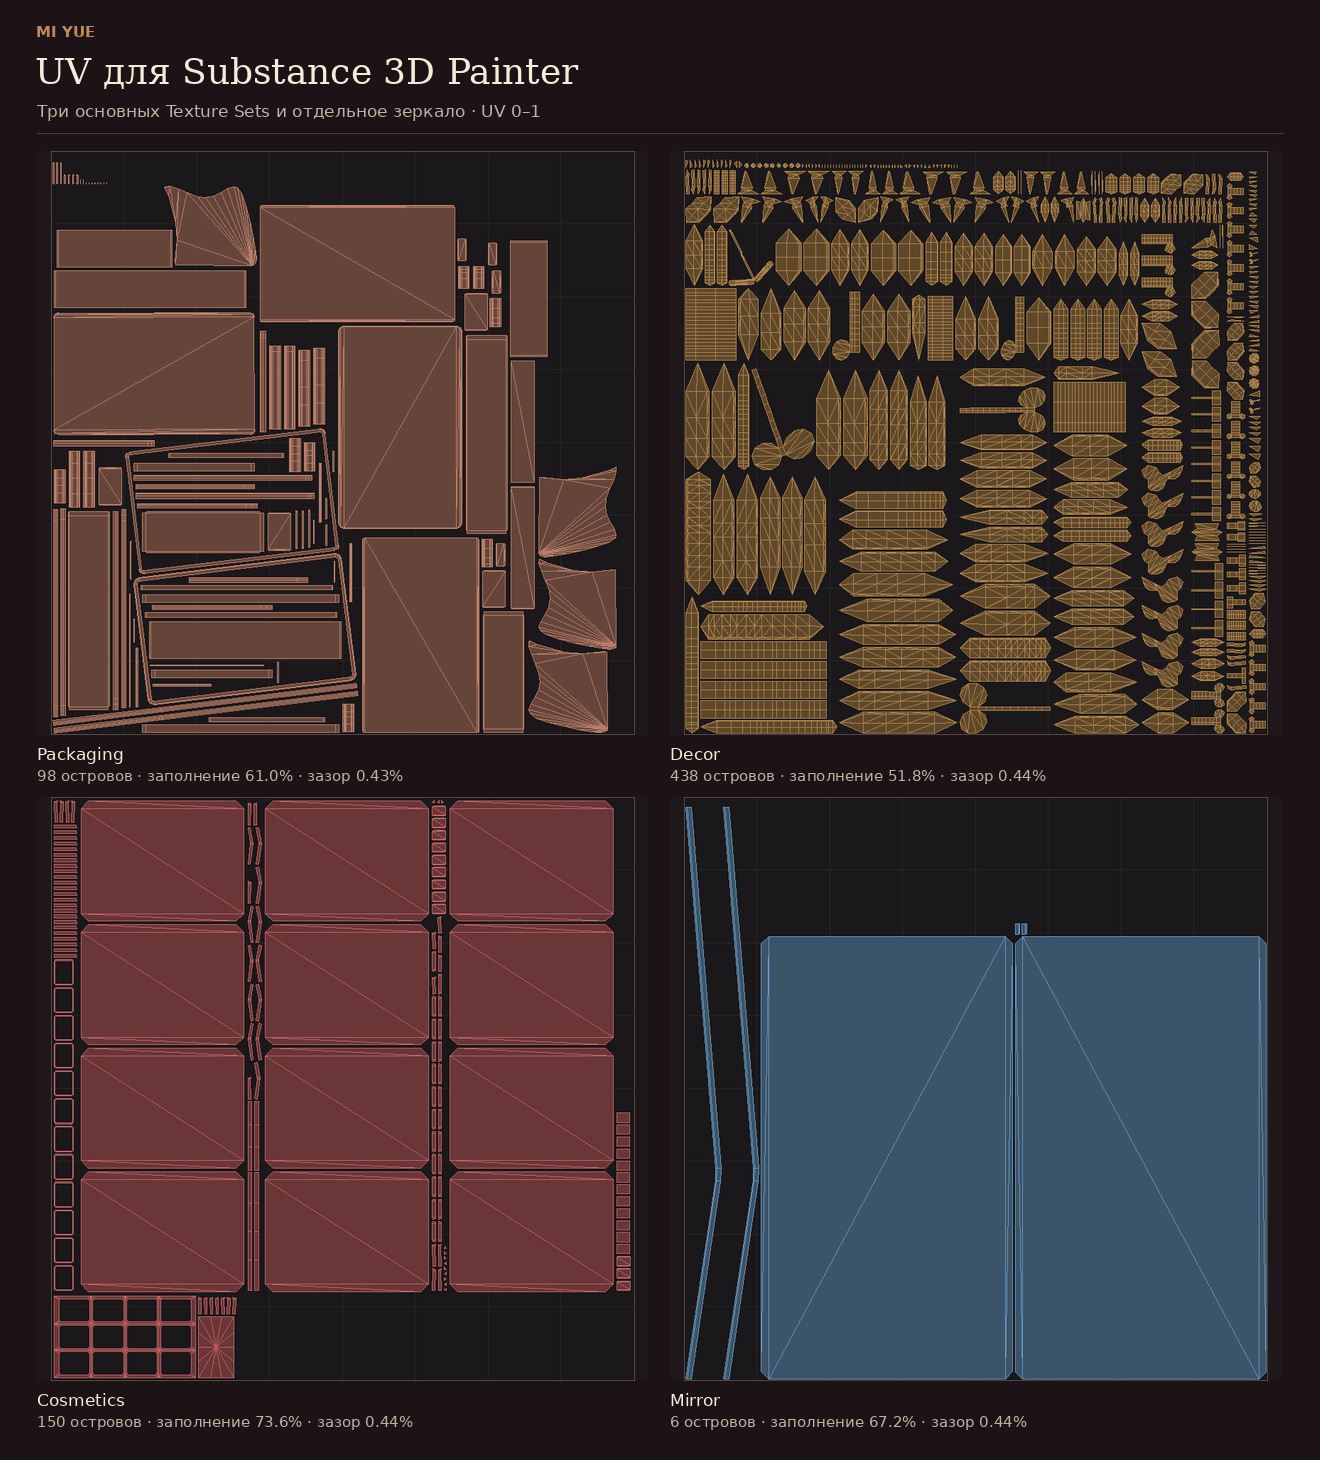 MI YUE
UV для Substance 3D Painter
Три основных Texture Sets и отдельное зеркало · UV 0–1
Packaging
98 островов · заполнение 61.0% · зазор 0.43%
Decor
438 островов · заполнение 51.8% · зазор 0.44%
Cosmetics
150 островов · заполнение 73.6% · зазор 0.44%
Mirror
6 островов · заполнение 67.2% · зазор 0.44%